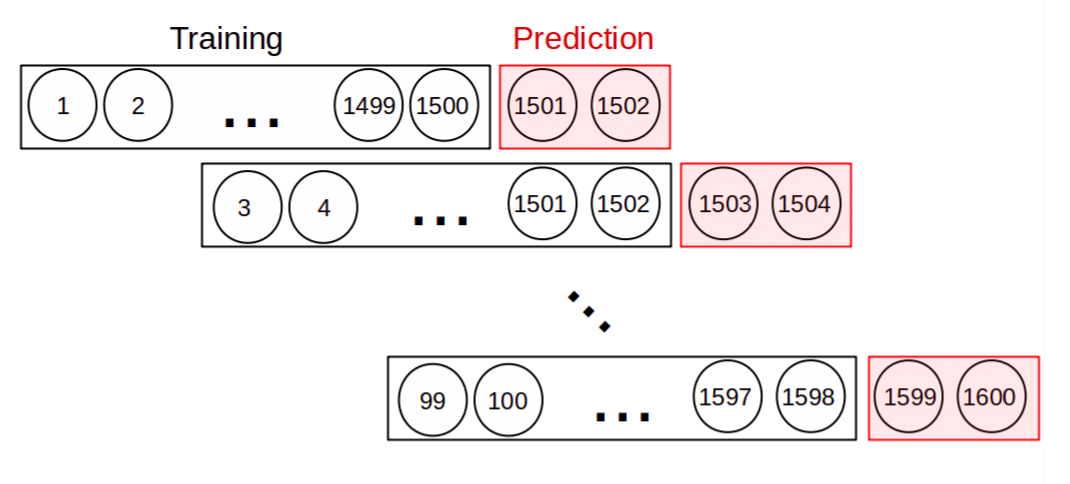 Training Prediction
1 2 ... 1499 1500 1501 1502
3 4 ... 1501 1502 1503 1504
...
99 100 ... 1597 1598 1599 1600